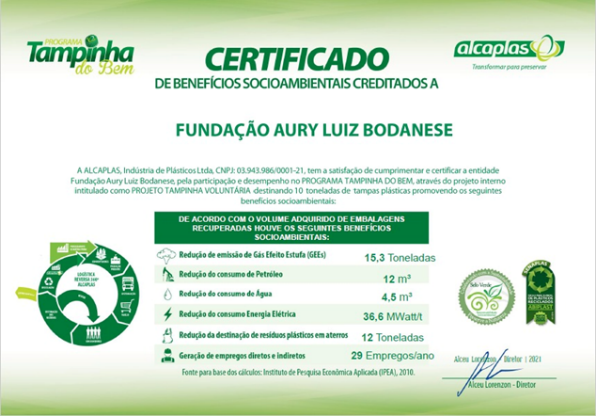 PROGRAMA
Tampinha
do Bem
CERTIFICADO
DE BENEFÍCIOS SOCIOAMBIENTAIS CREDITADOS A
alcaplas
Transformar para preservar
FUNDAÇÃO AURY LUIZ BODANESE
A ALCAPLAS, Indústria de Plásticos Ltda, CNPJ: 03.943.986/0001-21, tem a satisfação de cumprimentar e certificar a entidade
Fundação Aury Luiz Bodanese, pela participação e desempenho no PROGRAMA TAMPINHA DO BEM, através do projeto interno
intitulado como PROJETO TAMPINHA VOLUNTÁRIA destinando 10 toneladas de tampas plásticas promovendo os seguintes
benefícios socioambientais:
DE ACORDO COM O VOLUME ADQUIRIDO DE EMBALAGENS
RECUPERADAS HOUVE OS SEGUINTES BENEFÍCIOS
SOCIOAMBIENTAIS:
Redução de emissão de Gás Efeito Estufa (GEEs) 15,3 Toneladas
Redução do consumo de Petróleo 12 m³
Redução do consumo de Água 4,5 m³
Redução do consumo Energia Elétrica 36,6 MWatt/t
Redução da destinação de resíduos plásticos em aterros 12 Toneladas
Geração de empregos diretos e indiretos 29 Empregos/ano
Fonte para base dos cálculos: Instituto de Pesquisa Econômica Aplicada (IPEA), 2010.
LOGÍSTICA
REVERSA
ALCAPLAS
Selo Verde
Alceu Lorenzon | Diretor | 2021
Alceu Lorenzon - Diretor